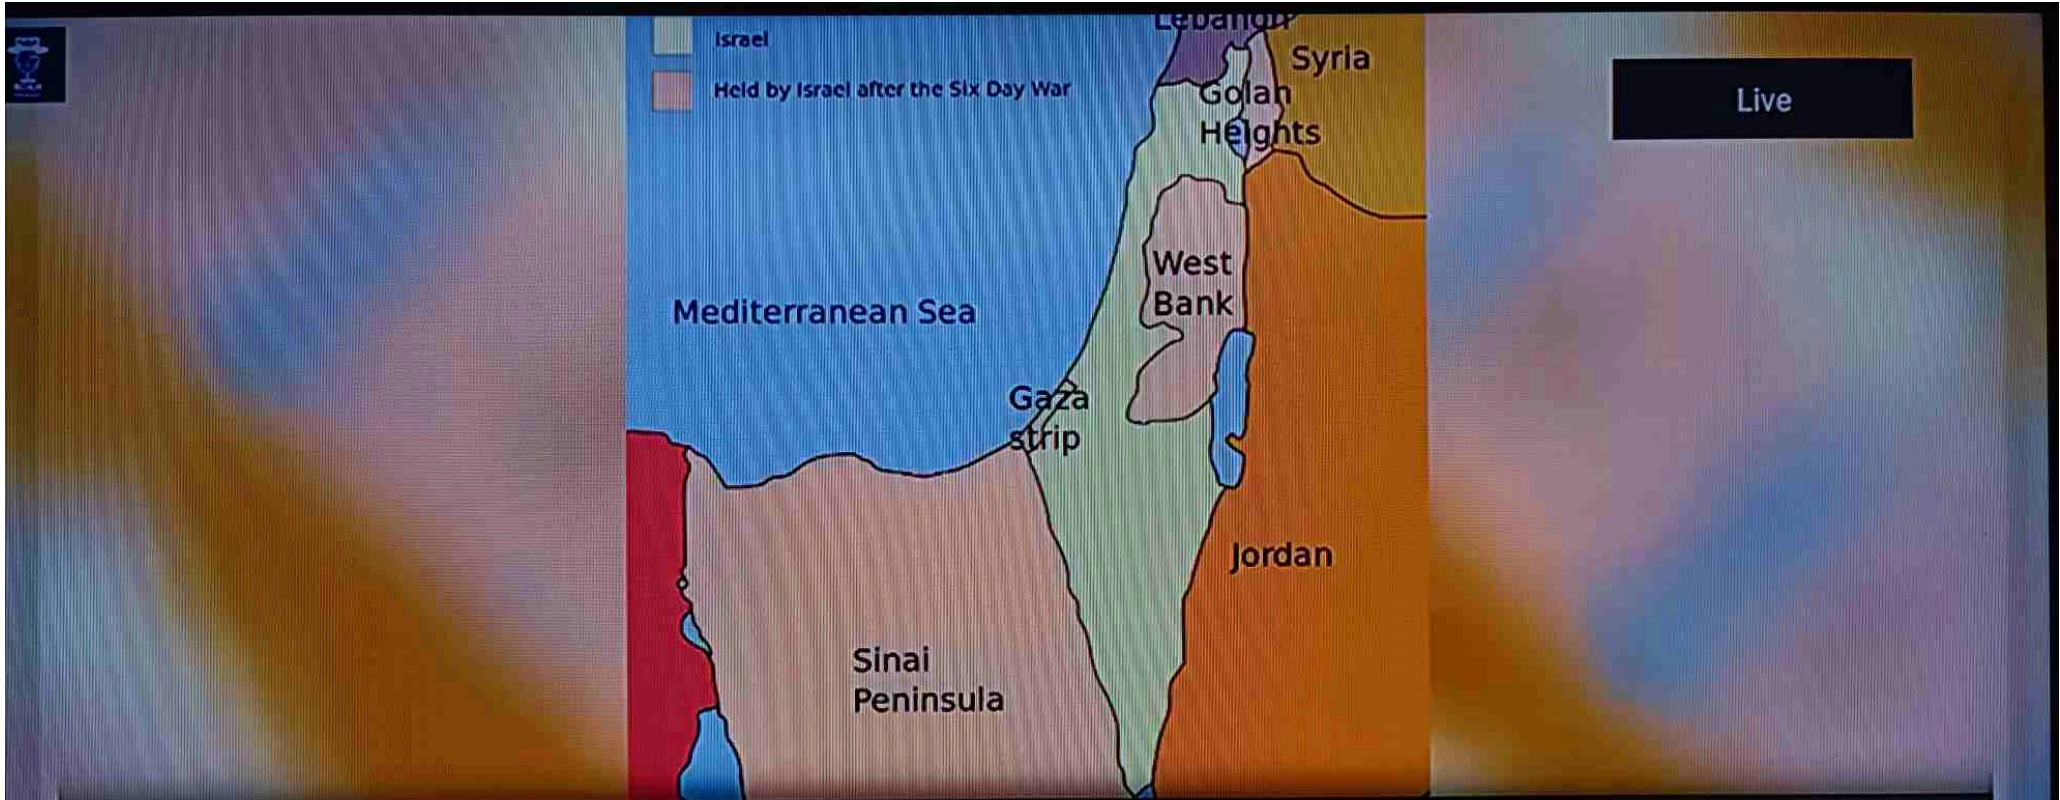 Lebanon
Israel
Syria
Held by Israel after the Six Day War
Live
Golan
Heights
West
Bank
Mediterranean Sea
Gaza
strip
Jordan
Sinai
Peninsula